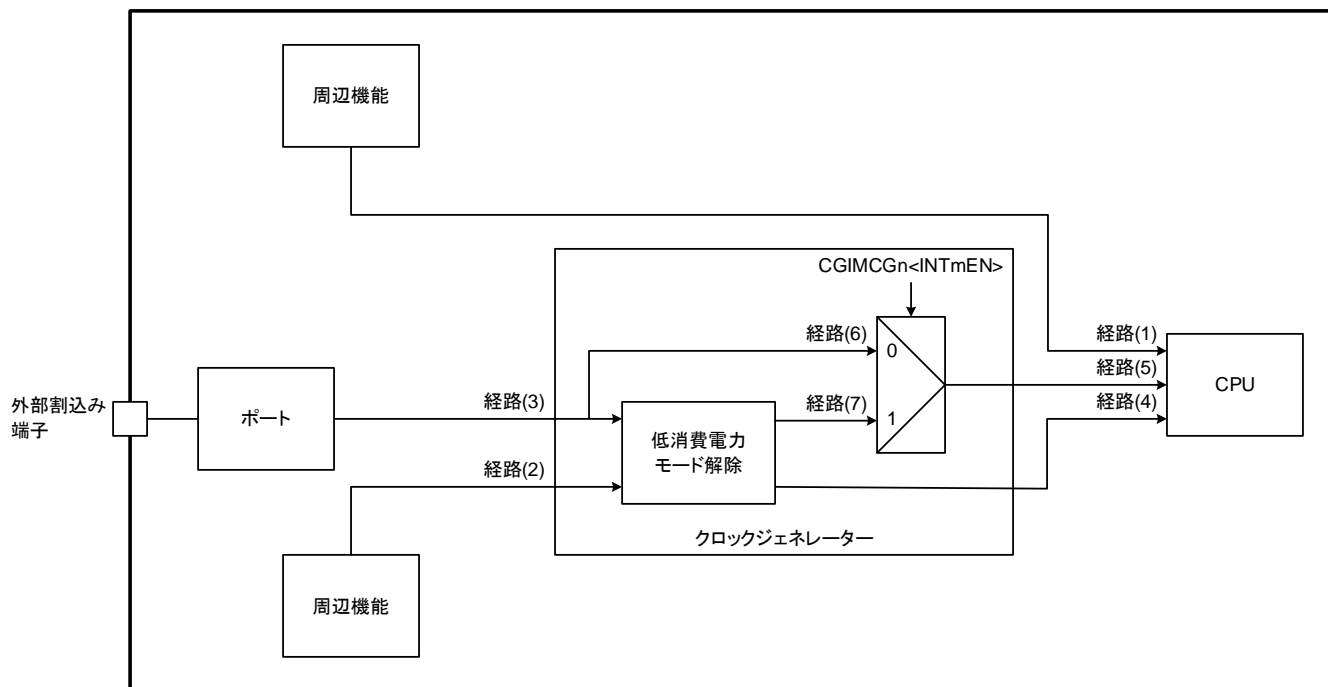 周辺機能
CGIMCGn<INTmEN>
経路(6)
経路(1)
0
経路(5)
CPU
外部割込み
端子
ポート
経路(3)
経路(7)
1
経路(4)
低消費電力
モード解除
経路(2)
クロックジェネレーター
周辺機能